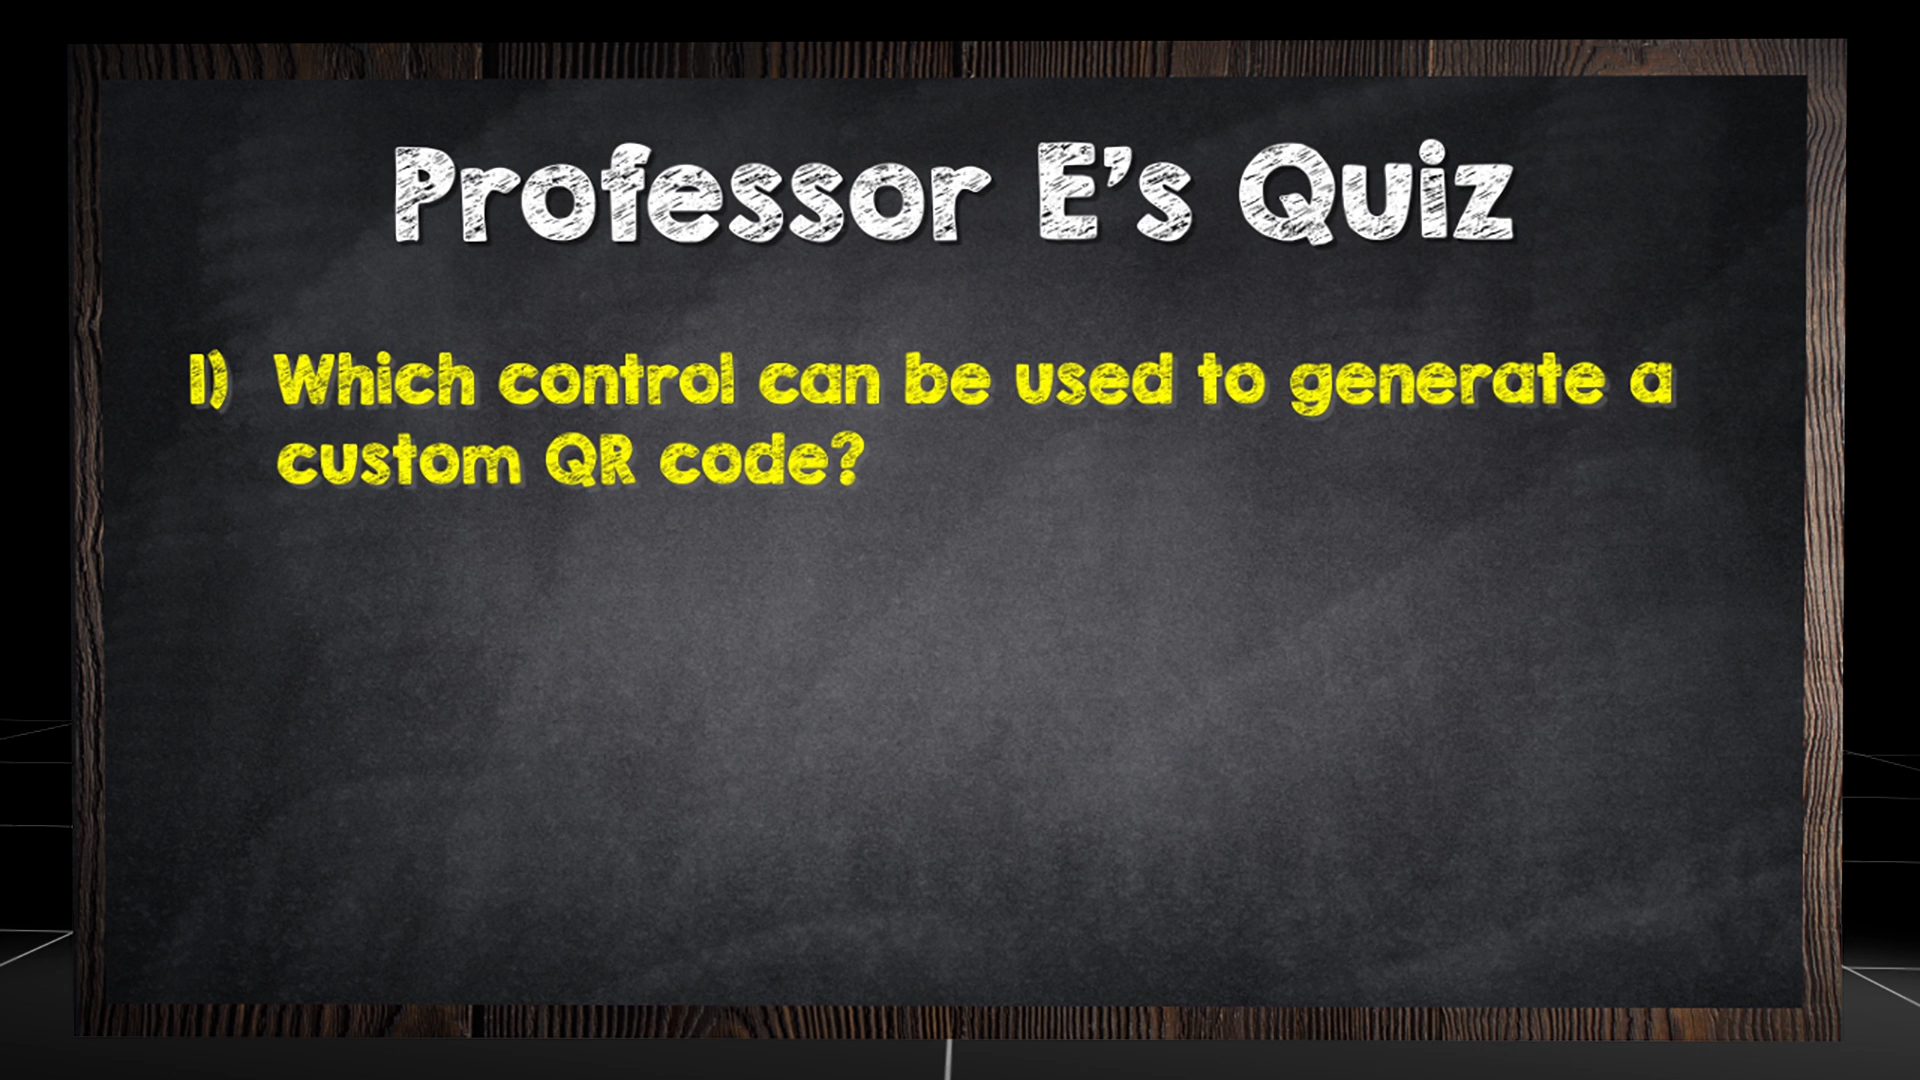 Professor E's Quiz
1) Which control can be used to generate a
custom QR code?